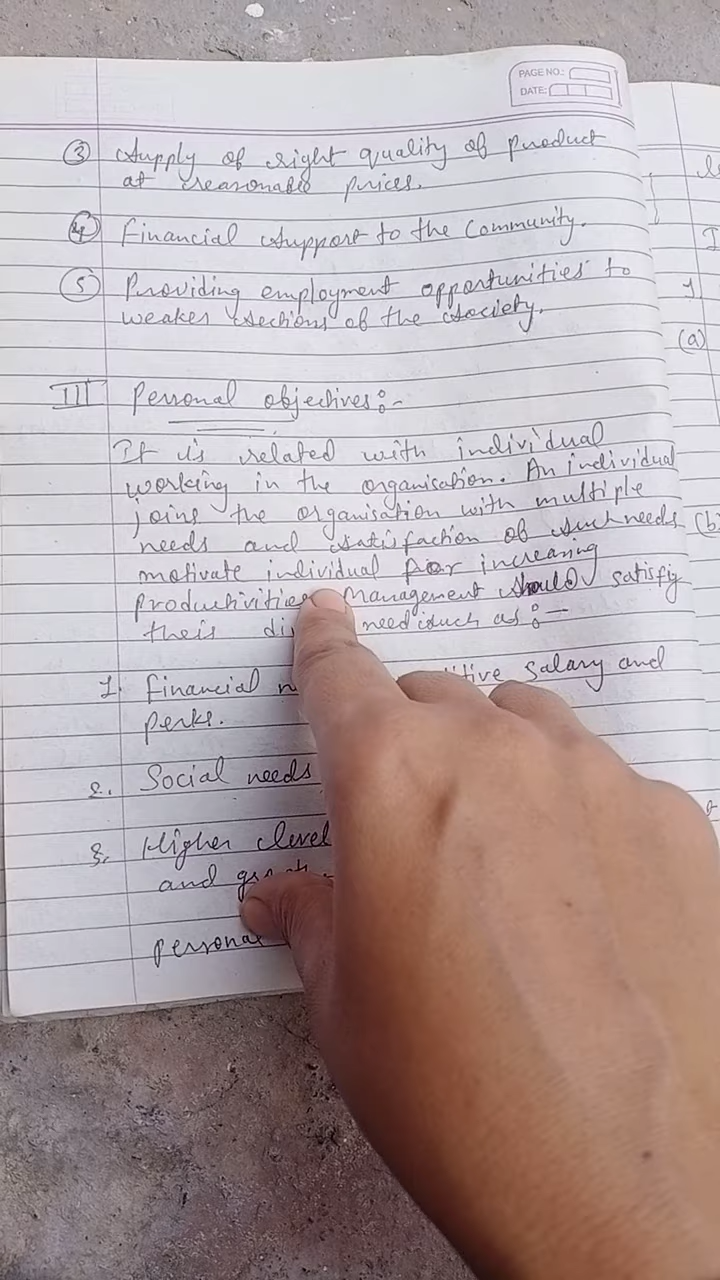 PAGE NO.:
DATE:
③ Supply of right quality of product
at reasonable prices.
④ Financial support to the Community.
⑤ Providing employment opportunities to
weaker sections of the society.
III Personal objectives:-
It is related with individual
working in the organisation. An individual
joins the organisation with multiple
needs and satisfaction of such needs
motivate individual for increasing
Productivities Management should satisfy
their need such as:-
1. Financial salary and
perks.
2. Social needs
3. Higher level
and
personal
(a)
(b)